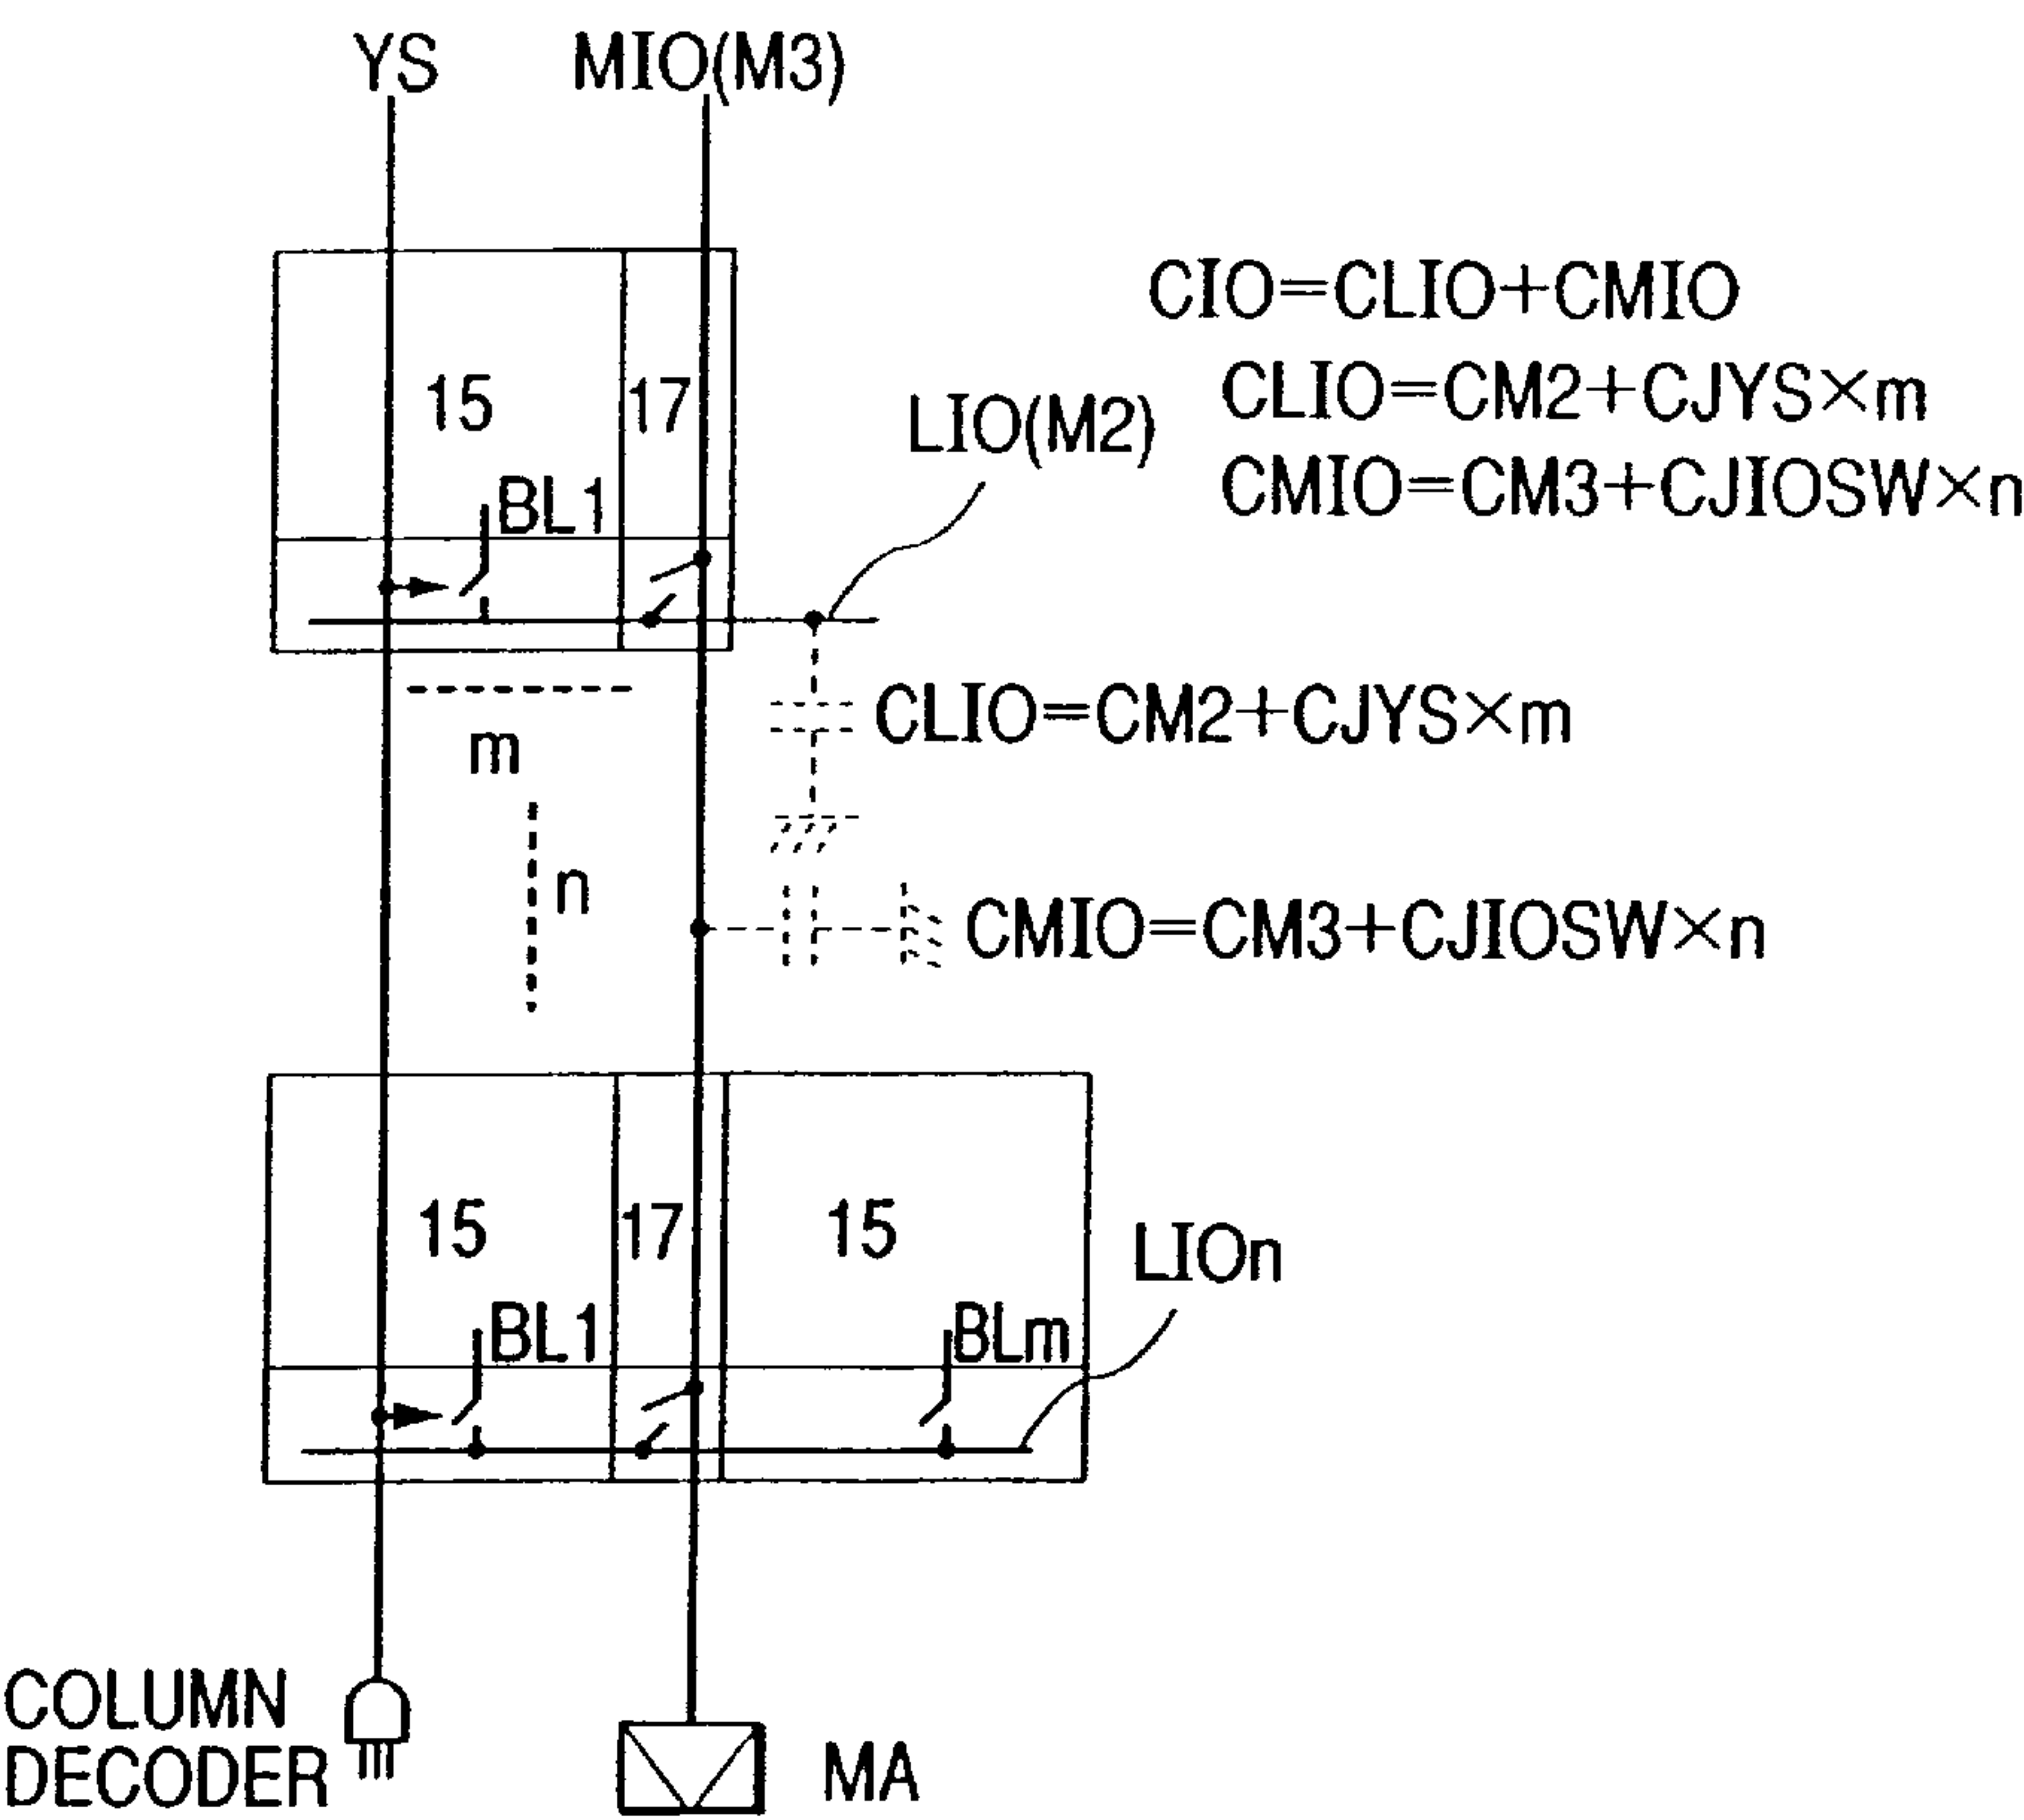 YS MIO(M3)
CIO=CLIO+CMIO
CLIO=CM2+CJYS×m
CMIO=CM3+CJIOSW×n
15 17
LIO(M2)
BL1
m
CLIO=CM2+CJYS×m
n
CMIO=CM3+CJIOSW×n
15 17 15
LIOn
BL1 BLm
COLUMN
DECODER
MA